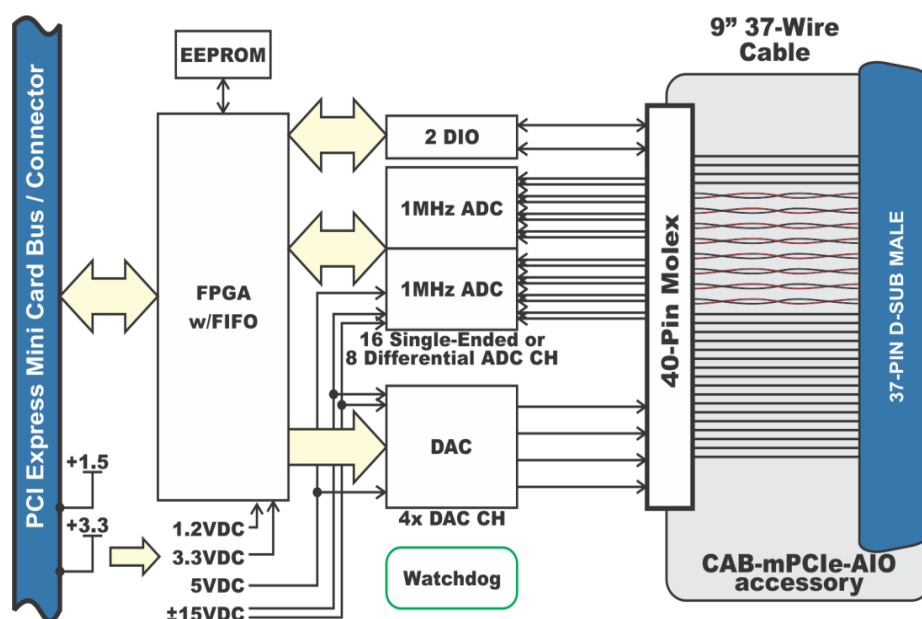 PCI Express Mini Card Bus / Connector
EEPROM
FPGA
w/FIFO
2 DIO
1MHz ADC
1MHz ADC
16 Single-Ended or
8 Differential ADC CH
DAC
4x DAC CH
Watchdog
+1.5
+3.3
1.2VDC
3.3VDC
5VDC
±15VDC
40-Pin Molex
9” 37-Wire
Cable
37-PIN D-SUB MALE
CAB-mPCIe-AIO
accessory